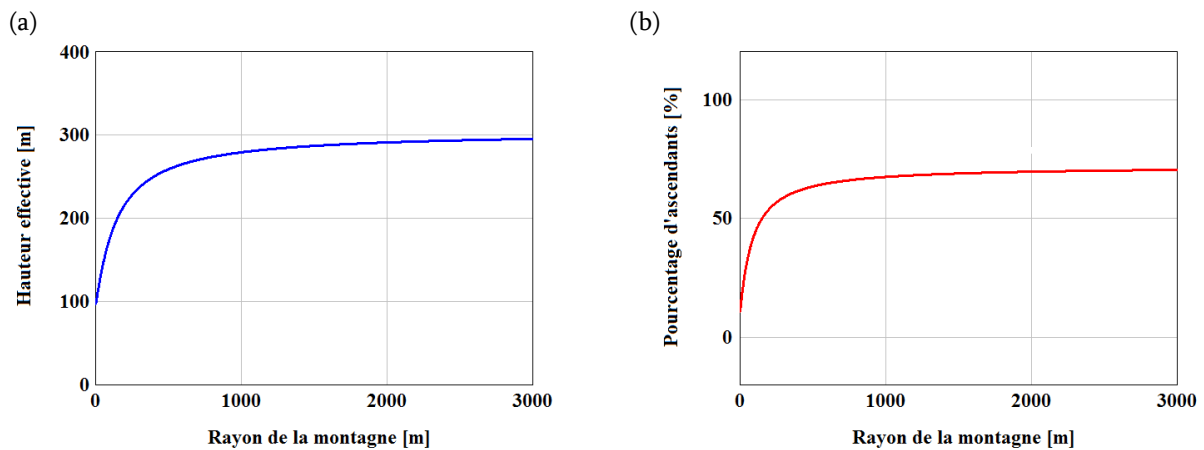 (a)
(b)
Hauteur effective [m]
400
300
200
100
0
0 1000 2000 3000
Rayon de la montagne [m]
Pourcentage d'ascendants [%]
100
50
0
0 1000 2000 3000
Rayon de la montagne [m]